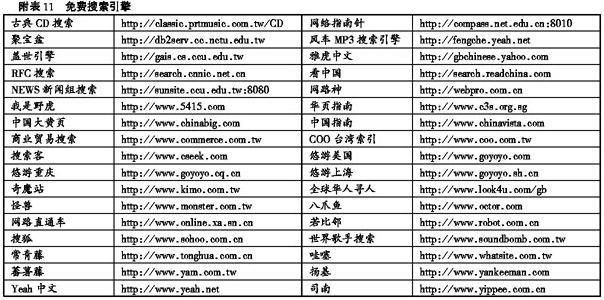 附表 11 免费搜索引擎
古典 CD 搜索 http://classic.prtmusic.com.tw/CD 网络指南针 http://compass.net.edu.cn:8010
聚宝盆 http://db2serv.cc.nctu.edu.tw 风车 MP3 搜索引擎 http://fengche.yeah.net
盖世引擎 http://gais.cs.ccu.edu.tw 雅虎中文 http://gbchinese.yahoo.com
RFC 搜索 http://search.cnnic.net.cn 看中国 http://search.readchina.com
NEWS 新闻组搜索 http://sunsite.ccu.edu.tw:8080 网路神 http://webpro.com.cn
我是野虎 http://www.5415.com 华页指南 http://www.c3s.org.sg
中国大黄页 http://www.chinabig.com 中国指南 http://www.chinavista.com
商业贸易搜索 http://www.commerce.com.tw COO 台湾索引 http://www.coo.com.tw
搜索客 http://www.cseek.com 悠游美国 http://www.goyoyo.com
悠游重庆 http://www.goyoyo.cq.cn 悠游上海 http://www.goyoyo.sh.cn
奇魔站 http://www.kimo.com.tw 全球华人寻人 http://www.look4u.com/gb
怪兽 http://www.monster.com.tw 八爪鱼 http://www.octor.com
网路直通车 http://www.online.xa.sn.cn 若比邻 http://www.robot.com.cn
搜狐 http://www.sohoo.com.cn 世界歌手搜索 http://www.soundbomb.com.tw
常青藤 http://www.tonghua.com.cn 哇噻 http://www.whatsite.com.tw
蕃薯藤 http://www.yam.com.tw 扬基 http://www.yankeeman.com
Yeah 中文 http://www.yeah.net 司南 http://www.yippee.com.cn